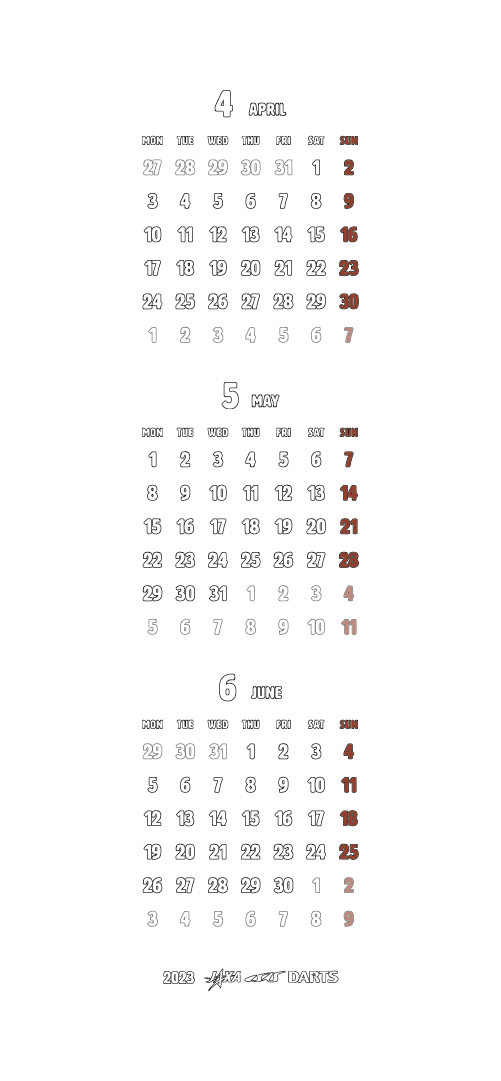 4 APRIL
MON TUE WED THU FRI SAT SUN
27 28 29 30 31 1 2
3 4 5 6 7 8 9
10 11 12 13 14 15 16
17 18 19 20 21 22 23
24 25 26 27 28 29 30
1 2 3 4 5 6 7
5 MAY
MON TUE WED THU FRI SAT SUN
1 2 3 4 5 6 7
8 9 10 11 12 13 14
15 16 17 18 19 20 21
22 23 24 25 26 27 28
29 30 31 1 2 3 4
5 6 7 8 9 10 11
6 JUNE
MON TUE WED THU FRI SAT SUN
29 30 31 1 2 3 4
5 6 7 8 9 10 11
12 13 14 15 16 17 18
19 20 21 22 23 24 25
26 27 28 29 30 1 2
3 4 5 6 7 8 9
2023 JAXA ISAS DARTS